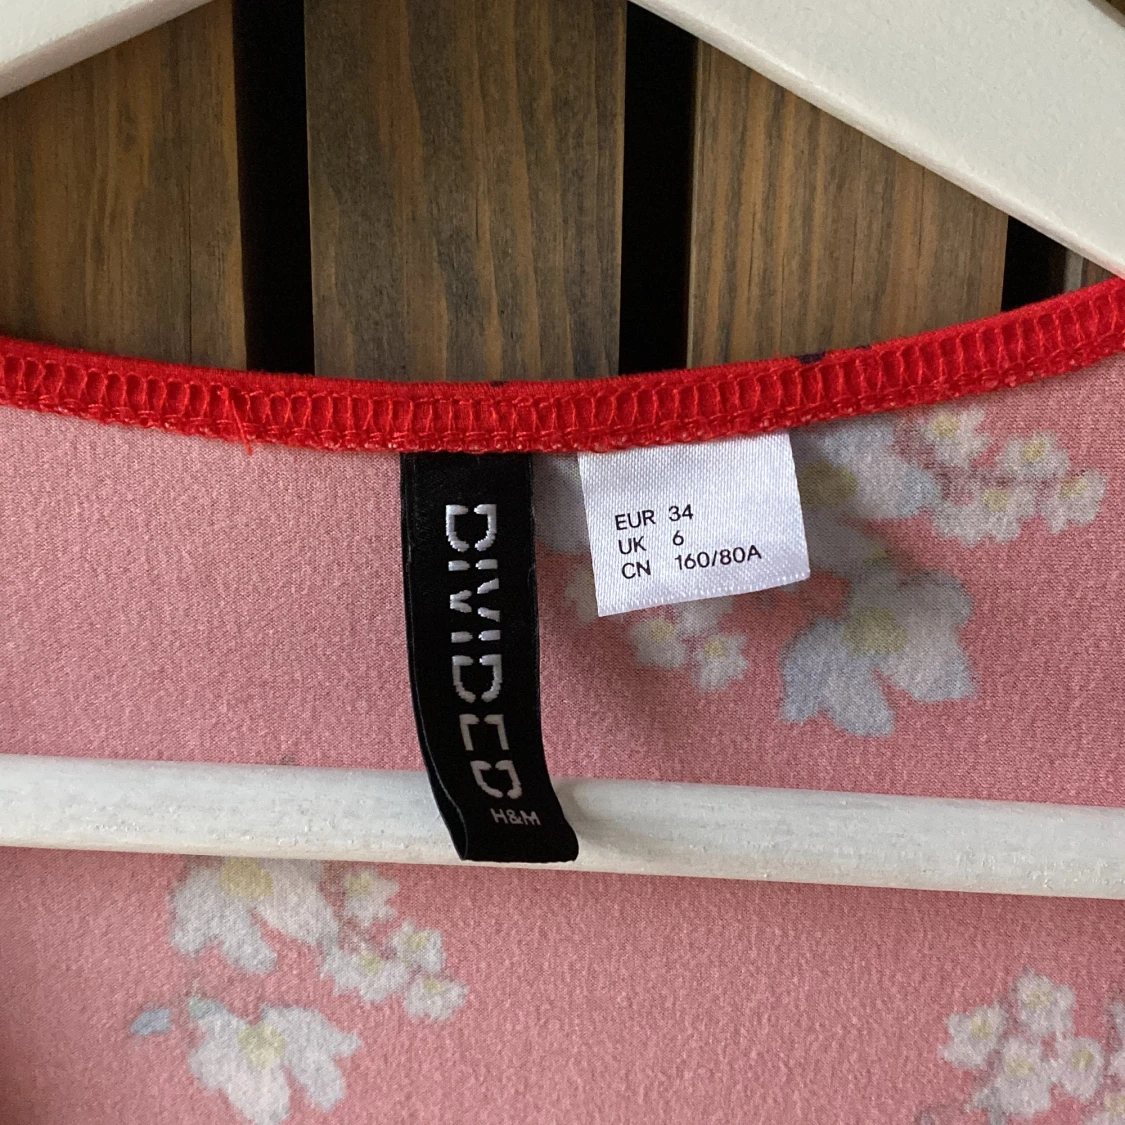 DIVIDED
H&M
EUR 34
UK 6
CN 160/80A